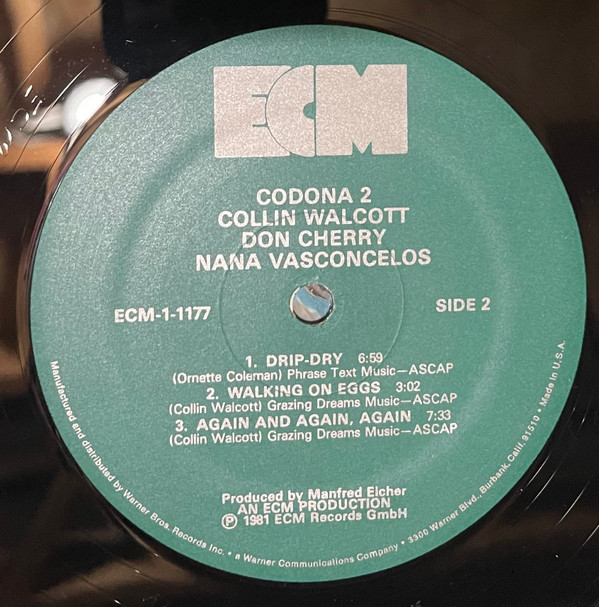 ECM
CODONA 2
COLLIN WALCOTT
DON CHERRY
NANA VASCONCELOS
ECM-1-1177
SIDE 2
1. DRIP-DRY 6:59
(Ornette Coleman) Phrase Text Music—ASCAP
2. WALKING ON EGGS 3:02
(Collin Walcott) Grazing Dreams Music—ASCAP
3. AGAIN AND AGAIN, AGAIN 7:33
(Collin Walcott) Grazing Dreams Music—ASCAP
Produced by Manfred Eicher
AN ECM PRODUCTION
Ⓟ 1981 ECM Records GmbH
Manufactured and distributed by Warner Bros. Records Inc. • a Warner Communications Company • 3300 Warner Blvd., Burbank, Calif. 91510 • Made in U.S.A.